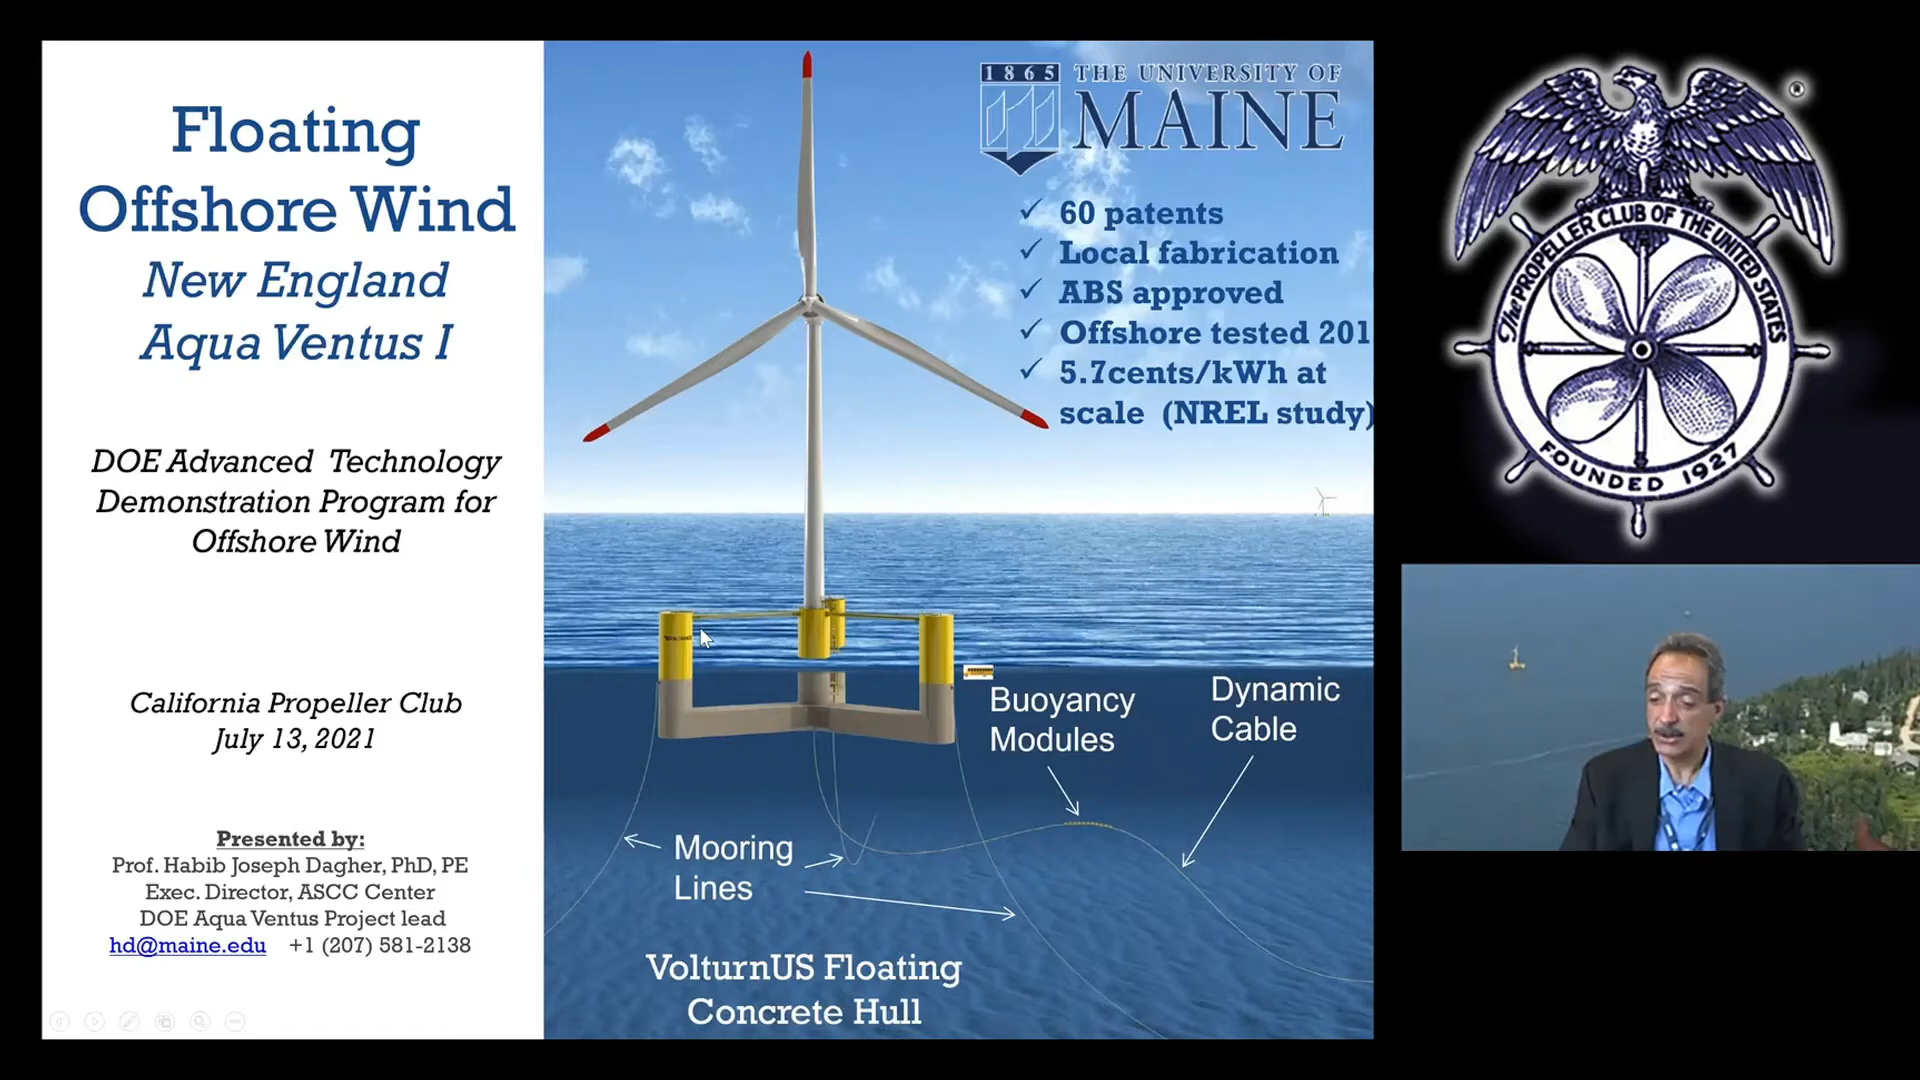 Floating
Offshore Wind
New England
Aqua Ventus I
DOE Advanced Technology
Demonstration Program for
Offshore Wind
California Propeller Club
July 13, 2021
Presented by:
Prof. Habib Joseph Dagher, PhD, PE
Exec. Director, ASCC Center
DOE Aqua Ventus Project lead
hd@maine.edu +1 (207) 581-2138
1865 THE UNIVERSITY OF
MAINE
✓ 60 patents
✓ Local fabrication
✓ ABS approved
✓ Offshore tested 201
✓ 5.7cents/kWh at
scale (NREL study)
Buoyancy
Modules
Dynamic
Cable
Mooring
Lines
VolturnUS Floating
Concrete Hull
The PROPELLER CLUB OF THE UNITED STATES
FOUNDED 1927
®